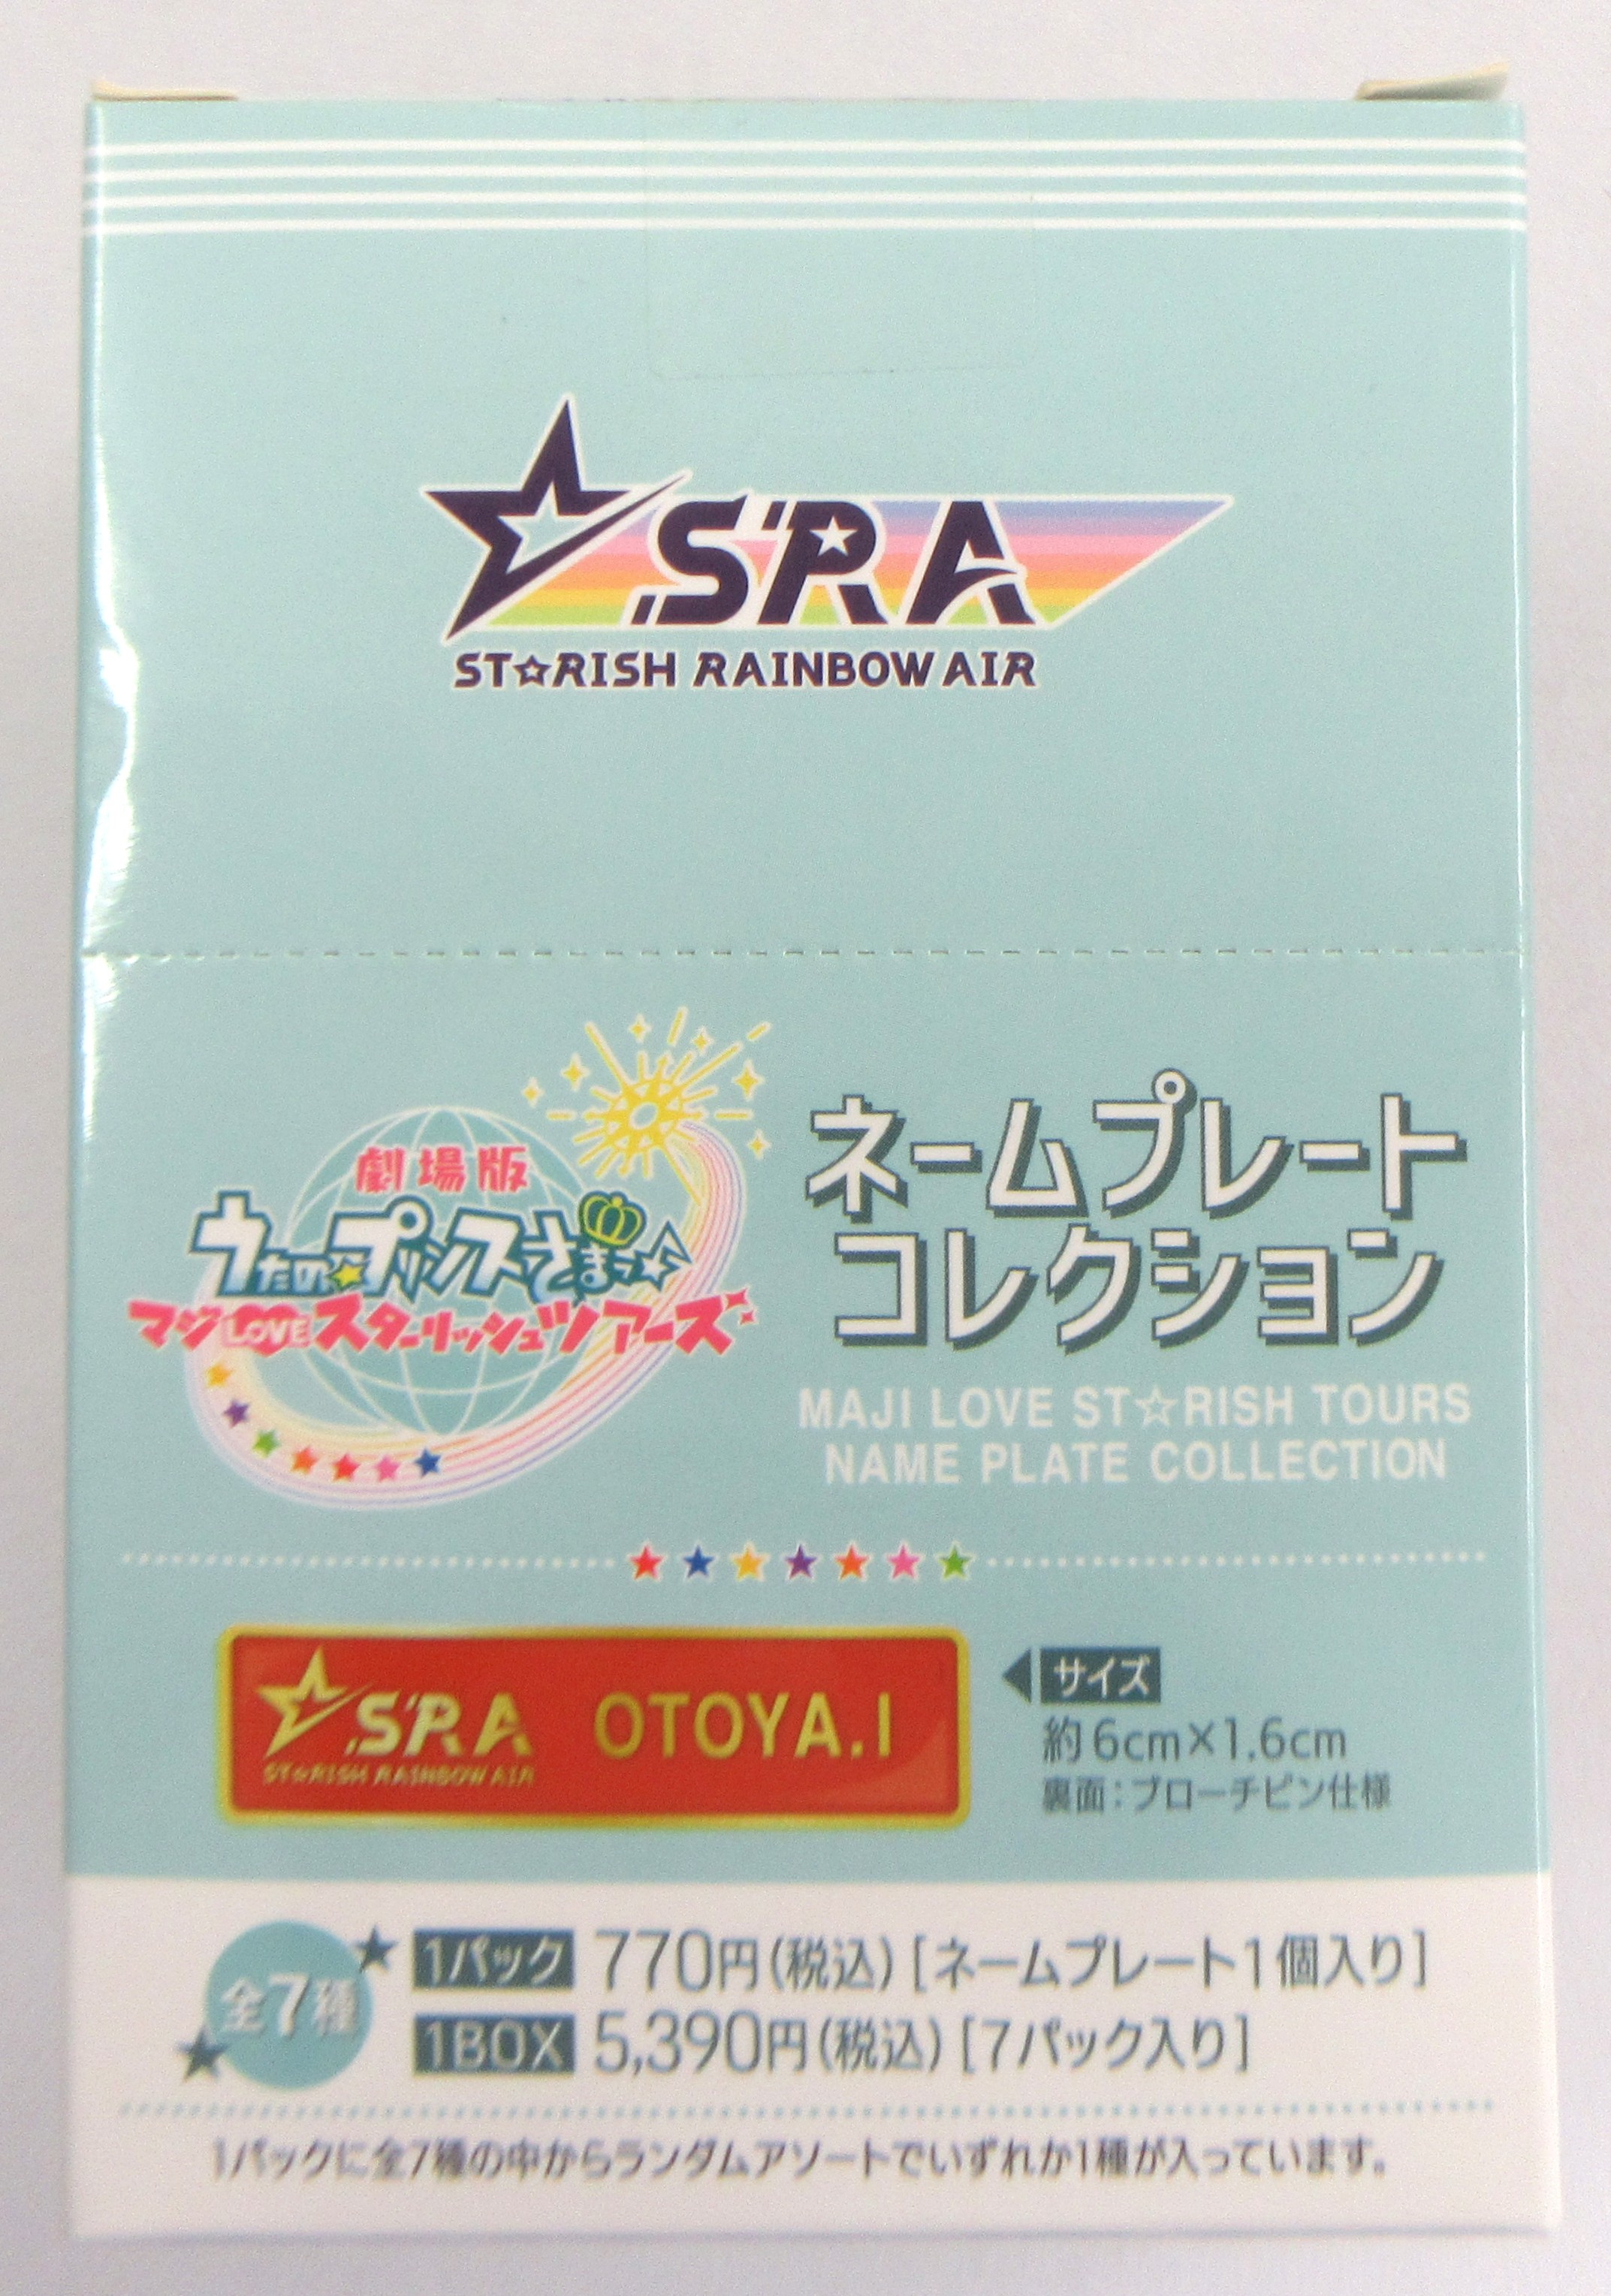 SRA
ST☆RISH RAINBOW AIR
劇場版
うたの☆プリンスさまっ♪
マジLOVEスターリッシュツアーズ
ネームプレート
コレクション
MAJI LOVE ST☆RISH TOURS
NAME PLATE COLLECTION
SRA OTOYA.I
ST☆RISH RAINBOW AIR
サイズ
約6cm×1.6cm
裏面：ブローチピン仕様
全7種
1パック 770円(税込) [ネームプレート1個入り]
1BOX 5,390円(税込) [7パック入り]
1パックに全7種の中からランダムアソートでいずれか1種が入っています。